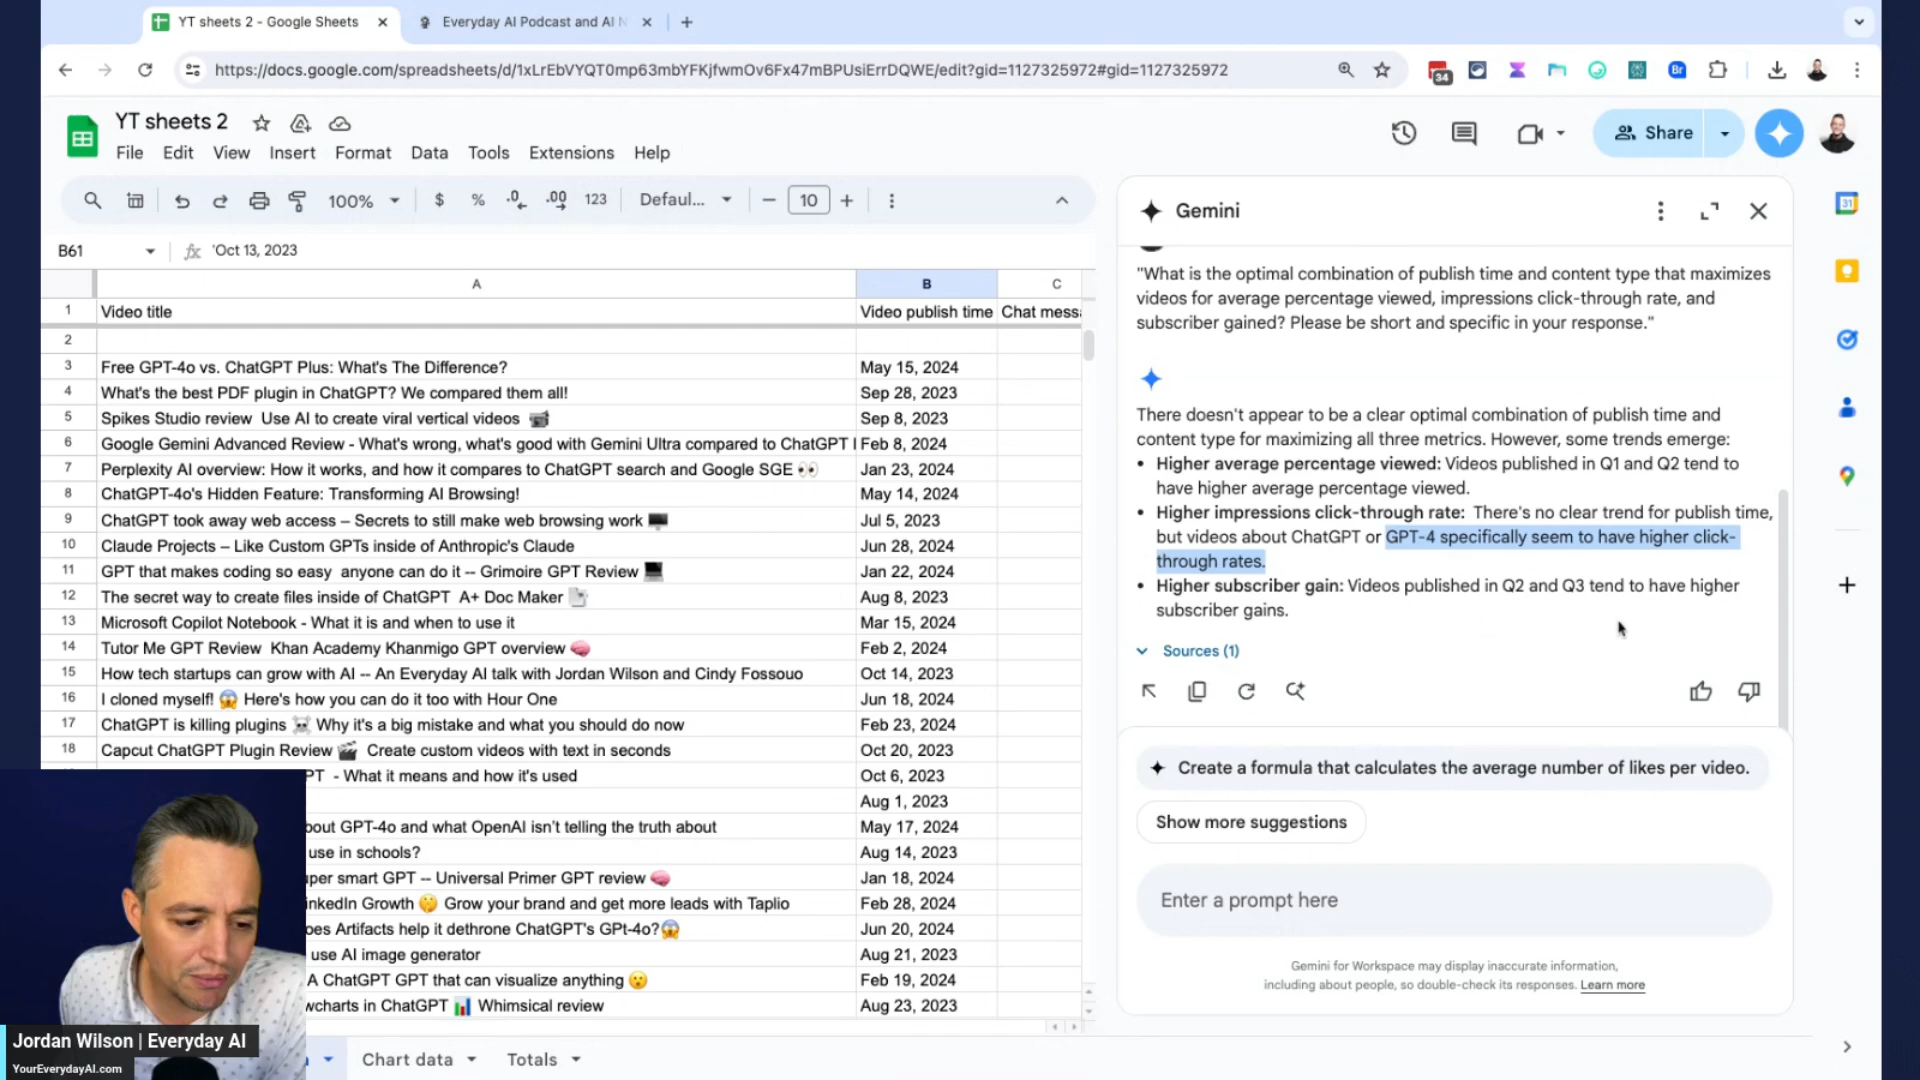 YT sheets 2 - Google Sheets
Everyday AI Podcast and AI N
https://docs.google.com/spreadsheets/d/1xLrEbVYQT0mp63mbYFKjfwmOv6Fx47mBPUsiErrDQWE/edit?gid=1127325972#gid=1127325972
34
Br
YT sheets 2
File Edit View Insert Format Data Tools Extensions Help
Share
100% $ % .0 .00 123 Defaul... 10
B61 fx 'Oct 13, 2023
A B C
1 Video title Video publish time Chat mess
2
3 Free GPT-4o vs. ChatGPT Plus: What's The Difference? May 15, 2024
4 What's the best PDF plugin in ChatGPT? We compared them all! Sep 28, 2023
5 Spikes Studio review Use AI to create viral vertical videos 📹 Sep 8, 2023
6 Google Gemini Advanced Review - What's wrong, what's good with Gemini Ultra compared to ChatGPT Feb 8, 2024
7 Perplexity AI overview: How it works, and how it compares to ChatGPT search and Google SGE 👀 Jan 23, 2024
8 ChatGPT-4o's Hidden Feature: Transforming AI Browsing! May 14, 2024
9 ChatGPT took away web access – Secrets to still make web browsing work 🖥️ Jul 5, 2023
10 Claude Projects – Like Custom GPTs inside of Anthropic's Claude Jun 28, 2024
11 GPT that makes coding so easy anyone can do it -- Grimoire GPT Review 💻 Jan 22, 2024
12 The secret way to create files inside of ChatGPT A+ Doc Maker 📄 Aug 8, 2023
13 Microsoft Copilot Notebook - What it is and when to use it Mar 15, 2024
14 Tutor Me GPT Review Khan Academy Khanmigo GPT overview 🧠 Feb 2, 2024
15 How tech startups can grow with AI -- An Everyday AI talk with Jordan Wilson and Cindy Fossouo Oct 14, 2023
16 I cloned myself! 😱 Here's how you can do it too with Hour One Jun 18, 2024
17 ChatGPT is killing plugins ☠️ Why it's a big mistake and what you should do now Feb 23, 2024
18 Capcut ChatGPT Plugin Review 🎬 Create custom videos with text in seconds Oct 20, 2023
PT - What it means and how it's used Oct 6, 2023
Aug 1, 2023
bout GPT-4o and what OpenAI isn't telling the truth about May 17, 2024
use in schools? Aug 14, 2023
uper smart GPT -- Universal Primer GPT review 🧠 Jan 18, 2024
inkedIn Growth 🤫 Grow your brand and get more leads with Taplio Feb 28, 2024
oes Artifacts help it dethrone ChatGPT's GPt-4o?😱 Jun 20, 2024
use AI image generator Aug 21, 2023
A ChatGPT GPT that can visualize anything 😮 Feb 19, 2024
wcharts in ChatGPT 📊 Whimsical review Aug 23, 2023
Chart data Totals
Gemini
"What is the optimal combination of publish time and content type that maximizes
videos for average percentage viewed, impressions click-through rate, and
subscriber gained? Please be short and specific in your response."
There doesn't appear to be a clear optimal combination of publish time and
content type for maximizing all three metrics. However, some trends emerge:
• Higher average percentage viewed: Videos published in Q1 and Q2 tend to
have higher average percentage viewed.
• Higher impressions click-through rate: There's no clear trend for publish time,
but videos about ChatGPT or GPT-4 specifically seem to have higher click-
through rates.
• Higher subscriber gain: Videos published in Q2 and Q3 tend to have higher
subscriber gains.
Sources (1)
Create a formula that calculates the average number of likes per video.
Show more suggestions
Enter a prompt here
Gemini for Workspace may display inaccurate information,
including about people, so double-check its responses. Learn more
31
Jordan Wilson | Everyday AI
YourEverydayAI.com